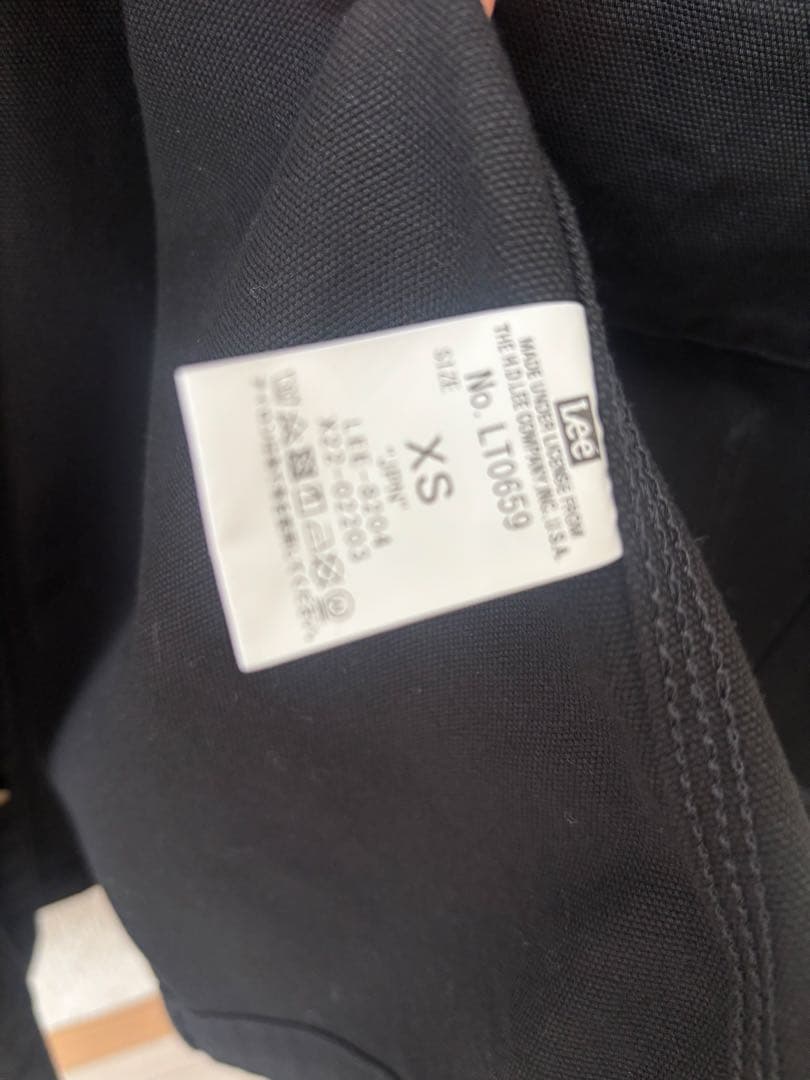 Lee
MADE UNDER LICENSE FROM
THE H.D.LEE COMPANY, INC. U.S.A.
No. LT0659
SIZE
XS
"JPN"
LEE-8204
X22-02203